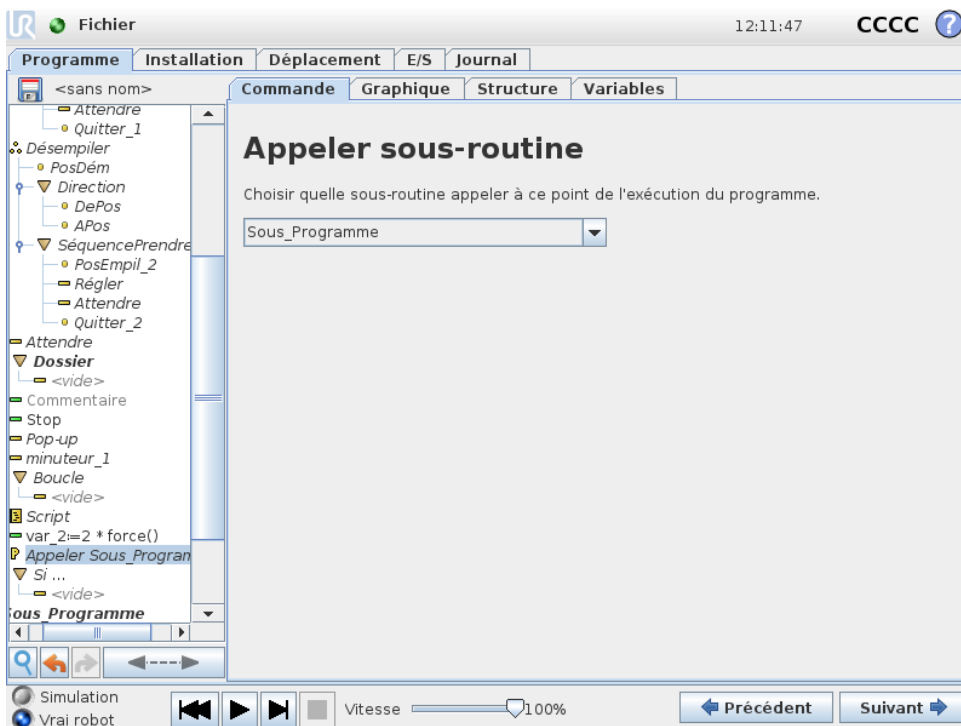 UR Fichier 12:11:47 CCCC ?
Programme Installation Déplacement E/S Journal
<sans nom> Commande Graphique Structure Variables
Attendre
Quitter_1
Désempiler
PosDém
Direction
DePos
APos
SéquencePrendre
PosEmpil_2
Régler
Attendre
Quitter_2
Attendre
Dossier
<vide>
Commentaire
Stop
Pop-up
minuteur_1
Boucle
<vide>
Script
var_2:=2 * force()
Appeler Sous_Program
Si ...
<vide>
Sous_Programme
Appeler sous-routine
Choisir quelle sous-routine appeler à ce point de l'exécution du programme.
Sous_Programme
Simulation
Vrai robot
Vitesse 100%
Précédent Suivant